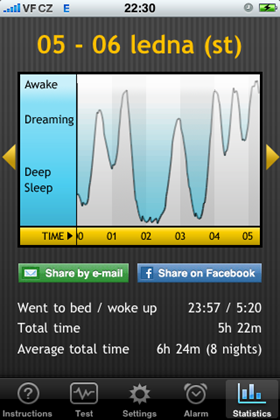 VF CZ E 22:30
05 - 06 ledna (st)
Awake
Dreaming
Deep
Sleep
TIME 00 01 02 03 04 05
Share by e-mail Share on Facebook
Went to bed / woke up 23:57 / 5:20
Total time 5h 22m
Average total time 6h 24m (8 nights)
Instructions Test Settings Alarm Statistics